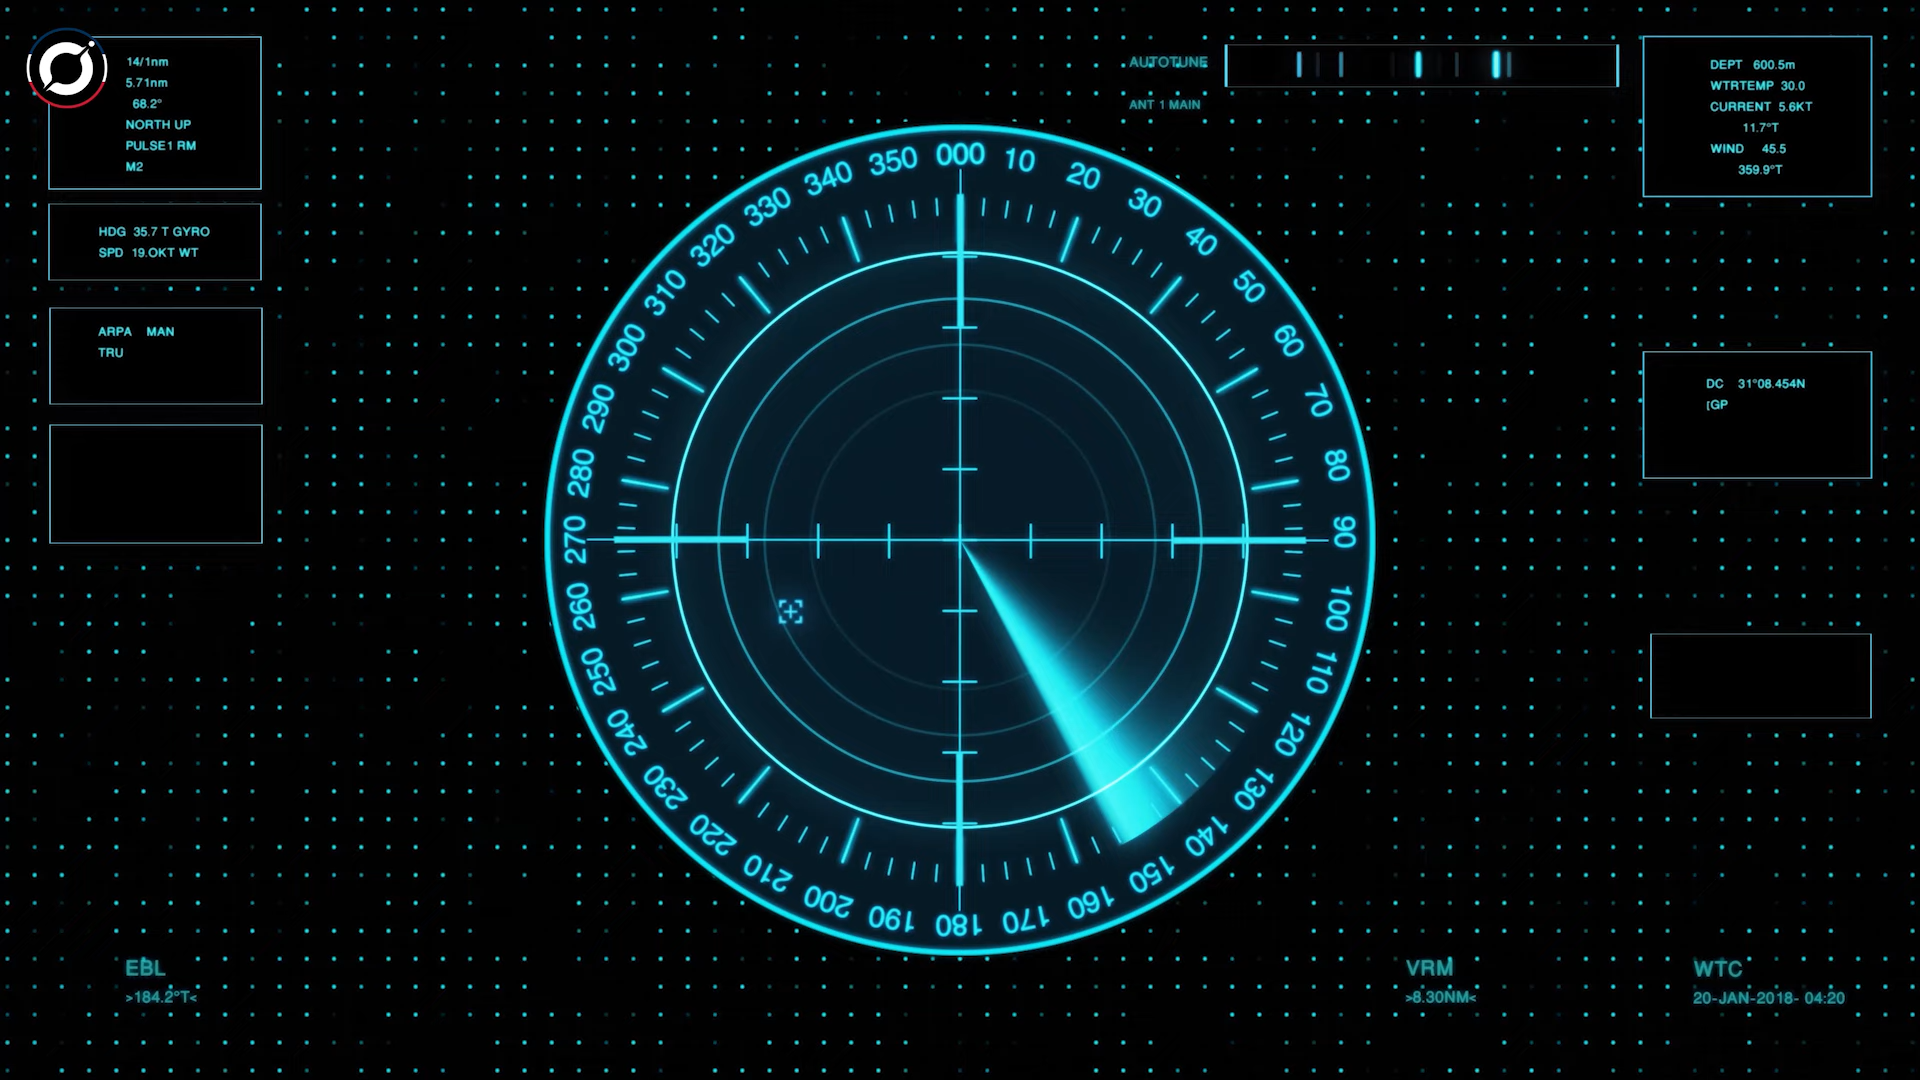 14/1nm
5.71nm
68.2°
NORTH UP
PULSE1 RM
M2
HDG 35.7 T GYRO
SPD 19.OKT WT
ARPA MAN
TRU
AUTOTUNE
ANT 1 MAIN
DEPT 600.5m
WTRTEMP 30.0
CURRENT 5.6KT
11.7°T
WIND 45.5
359.9°T
DC 31°08.454N
[GP
000
10
20
30
40
50
60
70
80
90
100
110
120
130
140
150
160
170
180
190
200
210
220
230
240
250
260
270
280
290
300
310
320
330
340
350
EBL
>184.2°T<
VRM
>8.30NM<
WTC
20-JAN-2018- 04:20